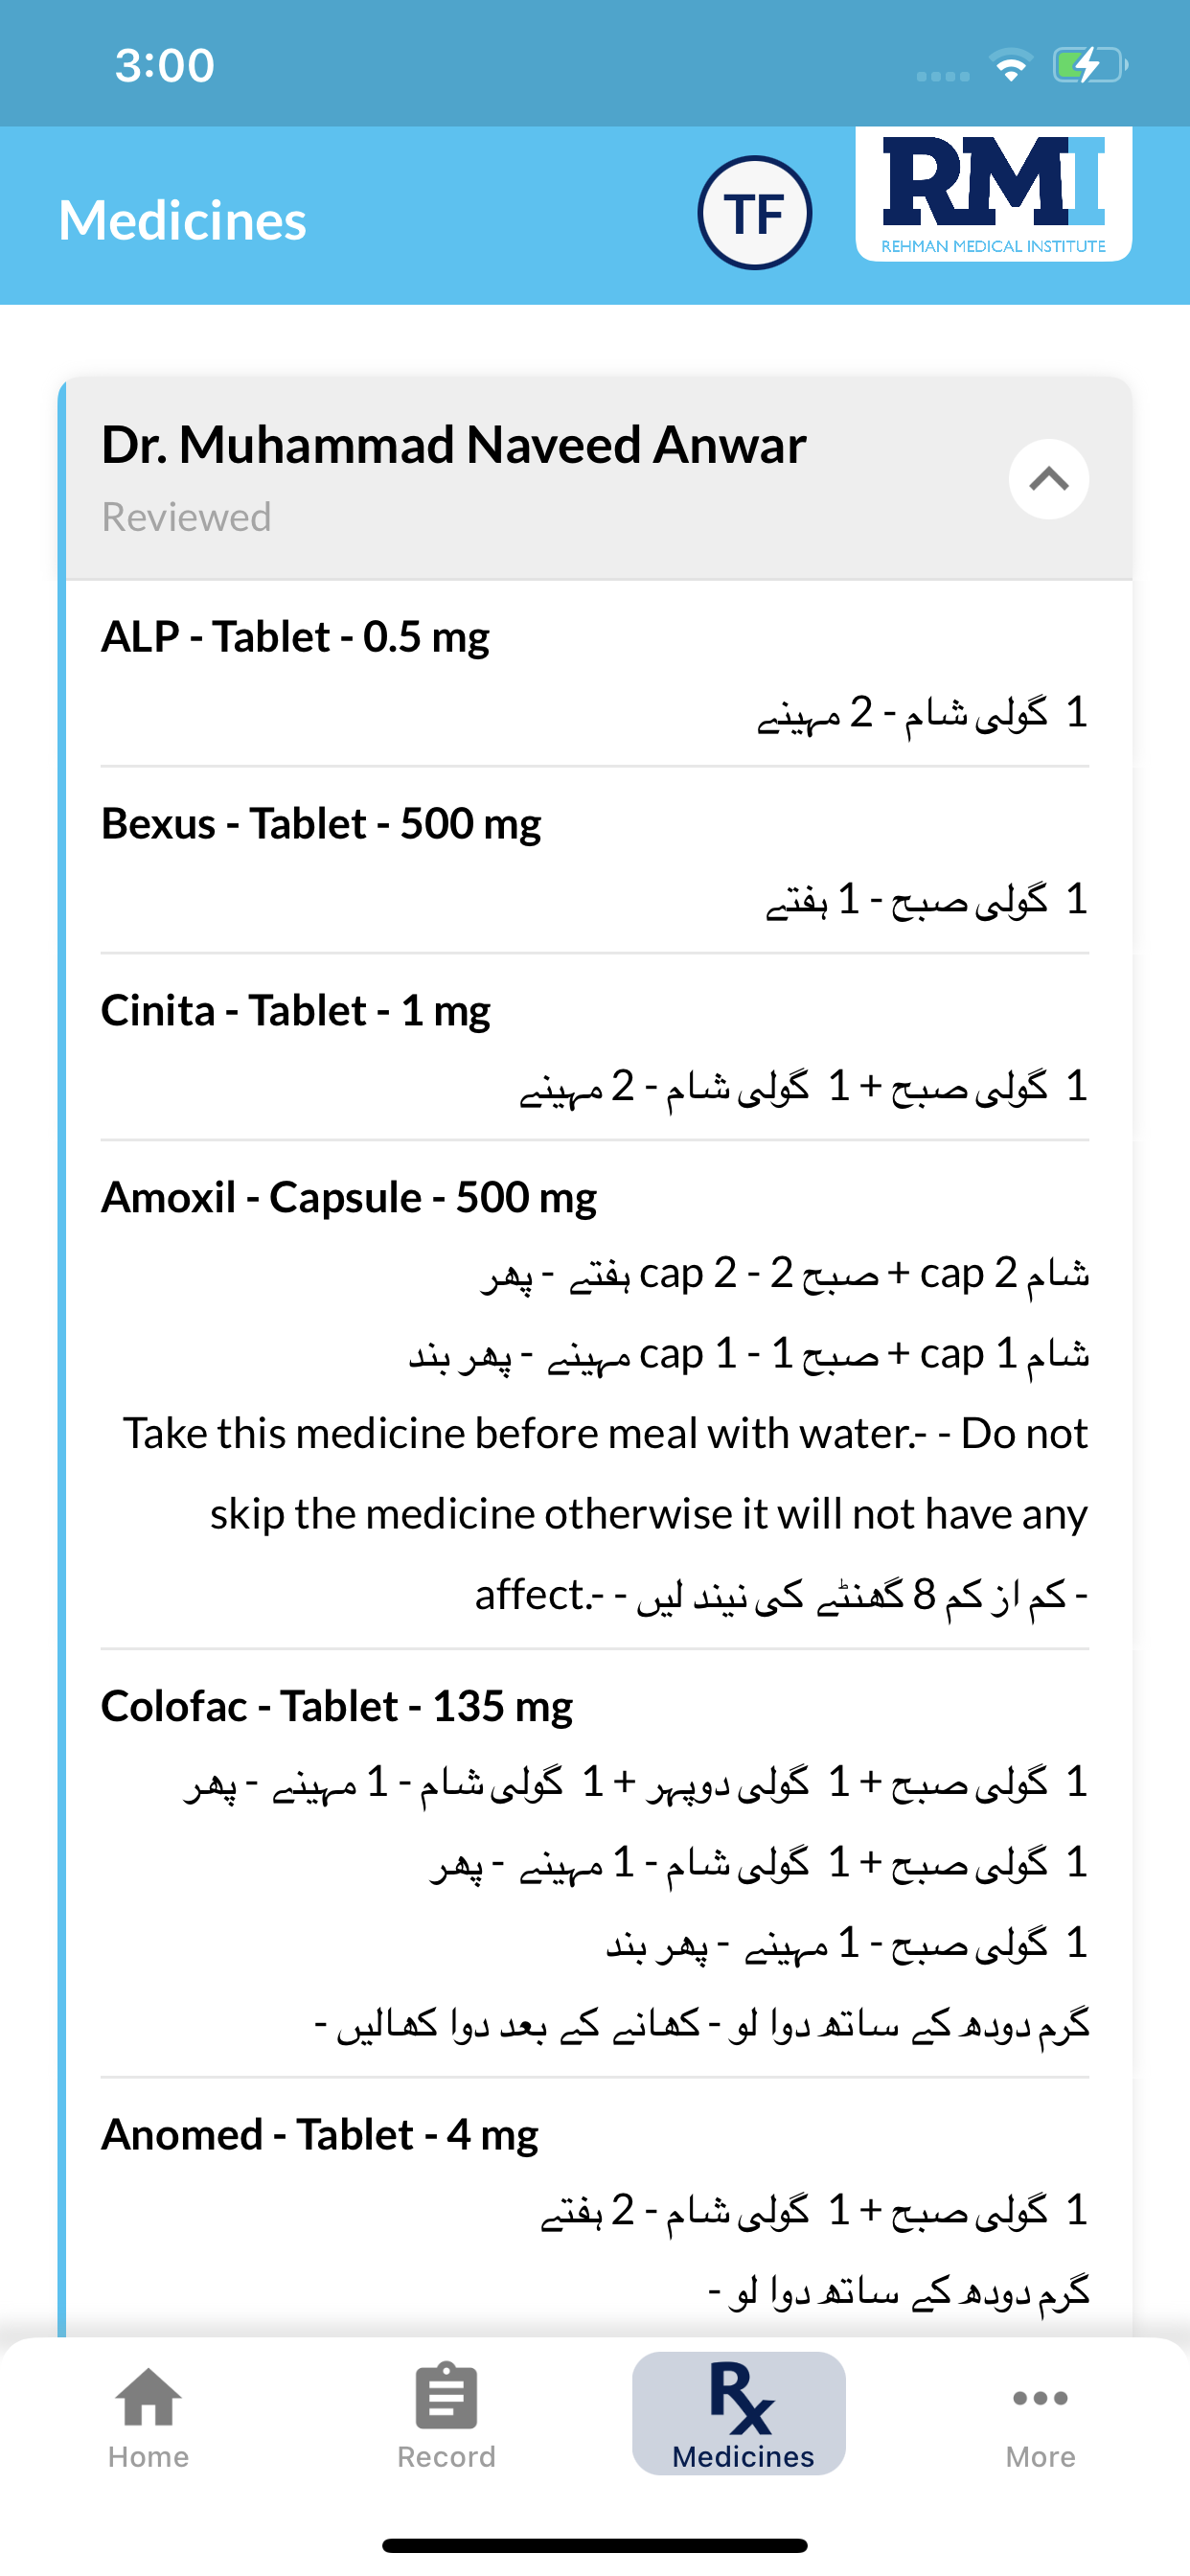 3:00
Medicines
TF
RMI
REHMAN MEDICAL INSTITUTE
Dr. Muhammad Naveed Anwar
Reviewed
ALP - Tablet - 0.5 mg
1 گولی شام - 2 مہینے
Bexus - Tablet - 500 mg
1 گولی صبح - 1 ہفتے
Cinita - Tablet - 1 mg
1 گولی صبح + 1 گولی شام - 2 مہینے
Amoxil - Capsule - 500 mg
شام 2 cap + صبح 2 cap 2 - ہفتے - پھر
شام 1 cap + صبح 1 cap 1 - مہینے - پھر بند
Take this medicine before meal with water.- - Do not
skip the medicine otherwise it will not have any
- کم از کم 8 گھنٹے کی نیند لیں - -.affect
Colofac - Tablet - 135 mg
1 گولی صبح + 1 گولی دوپہر + 1 گولی شام - 1 مہینے - پھر
1 گولی صبح + 1 گولی شام - 1 مہینے - پھر
1 گولی صبح - 1 مہینے - پھر بند
گرم دودھ کے ساتھ دوا لو - کھانے کے بعد دوا کھالیں -
Anomed - Tablet - 4 mg
1 گولی صبح + 1 گولی شام - 2 ہفتے
گرم دودھ کے ساتھ دوا لو -
Rx
Home
Record
Medicines
More